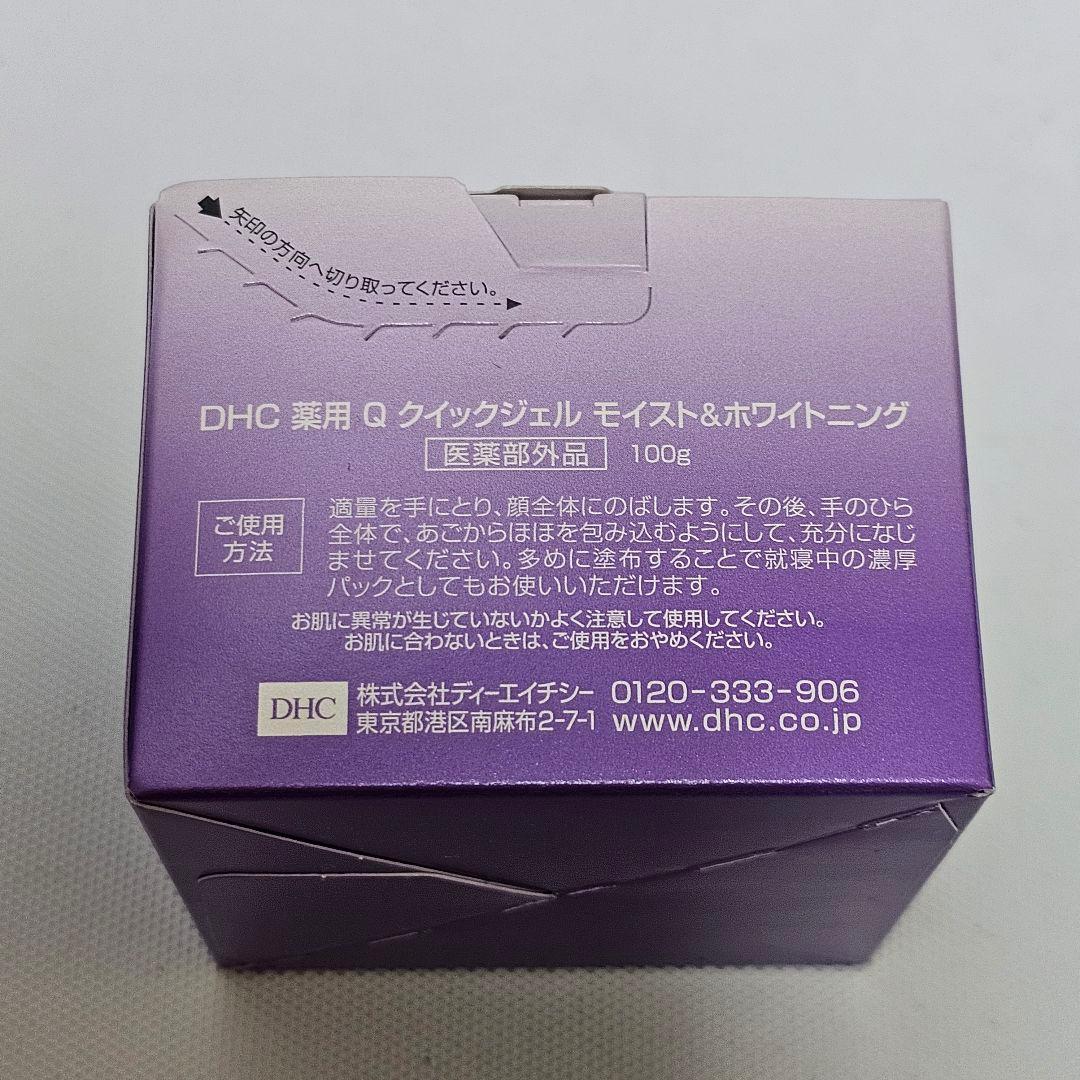 矢印の方向へ切り取ってください。
DHC 薬用 Q クイックジェル モイスト&ホワイトニング
医薬部外品 100g
ご使用
方法
適量を手にとり、顔全体にのばします。その後、手のひら
全体で、あごからほほを包み込むようにして、充分になじ
ませてください。多めに塗布することで就寝中の濃厚
パックとしてもお使いいただけます。
お肌に異常が生じていないかよく注意して使用してください。
お肌に合わないときは、ご使用をおやめください。
DHC
株式会社ディーエイチシー 0120-333-906
東京都港区南麻布2-7-1 www.dhc.co.jp